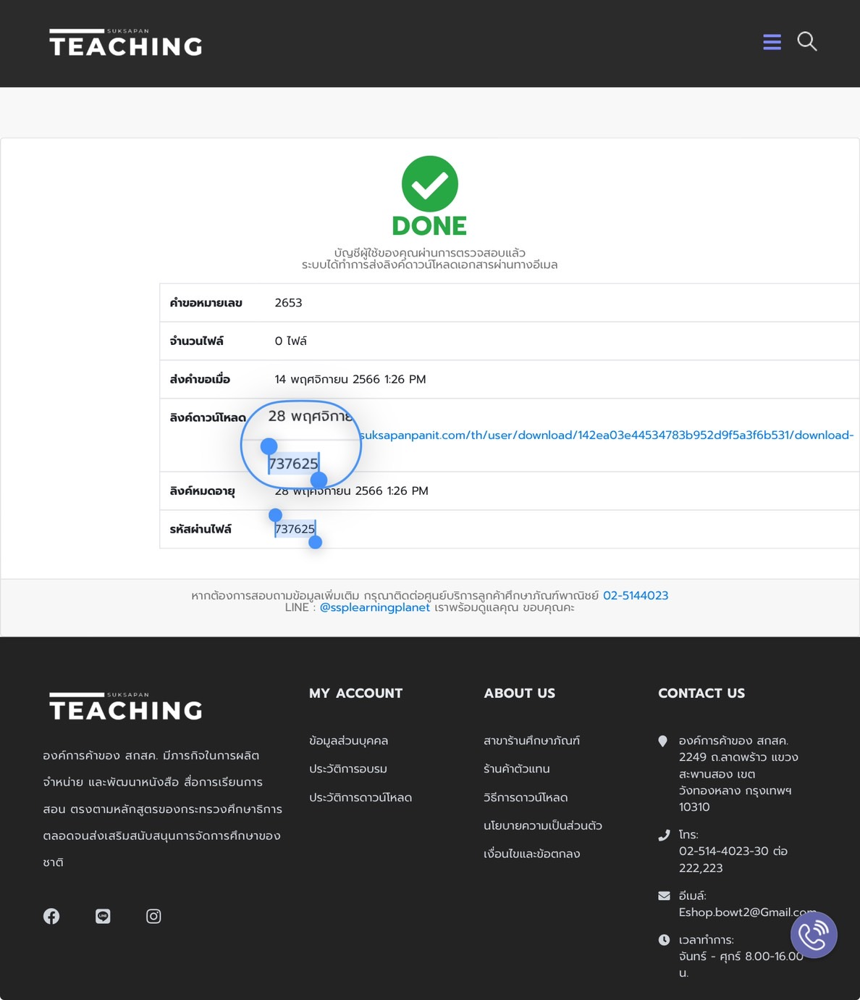 SUKSAPAN
TEACHING
DONE
บัญชีผู้ใช้ของคุณผ่านการตรวจสอบแล้ว
ระบบได้ทำการส่งลิงค์ดาวน์โหลดเอกสารผ่านทางอีเมล
คำขอหมายเลข 2653
จำนวนไฟล์ 0 ไฟล์
ส่งคำขอเมื่อ 14 พฤศจิกายน 2566 1:26 PM
ลิงค์ดาวน์โหลด
28 พฤศจิกาย
suksapanpanit.com/th/user/download/142ea03e44534783b952d9f5a3f6b531/download-
737625
ลิงค์หมดอายุ 28 พฤศจิกายน 2566 1:26 PM
รหัสผ่านไฟล์ 737625
หากต้องการสอบถามข้อมูลเพิ่มเติม กรุณาติดต่อศูนย์บริการลูกค้าศึกษาภัณฑ์พาณิชย์ 02-5144023
LINE : @ssplearningplanet เราพร้อมดูแลคุณ ขอบคุณคะ
SUKSAPAN
TEACHING
องค์การค้าของ สกสค. มีภารกิจในการผลิต
จำหน่าย และพัฒนาหนังสือ สื่อการเรียนการ
สอน ตรงตามหลักสูตรของกระทรวงศึกษาธิการ
ตลอดจนส่งเสริมสนับสนุนการจัดการศึกษาของ
ชาติ
MY ACCOUNT
ข้อมูลส่วนบุคคล
ประวัติการอบรม
ประวัติการดาวน์โหลด
ABOUT US
สาขาร้านศึกษาภัณฑ์
ร้านค้าตัวแทน
วิธีการดาวน์โหลด
นโยบายความเป็นส่วนตัว
เงื่อนไขและข้อตกลง
CONTACT US
องค์การค้าของ สกสค.
2249 ถ.ลาดพร้าว แขวง
สะพานสอง เขต
วังทองหลาง กรุงเทพฯ
10310
โทร:
02-514-4023-30 ต่อ
222,223
อีเมล์:
Eshop.bowt2@Gmail.com
เวลาทำการ:
จันทร์ - ศุกร์ 8.00-16.00
น.